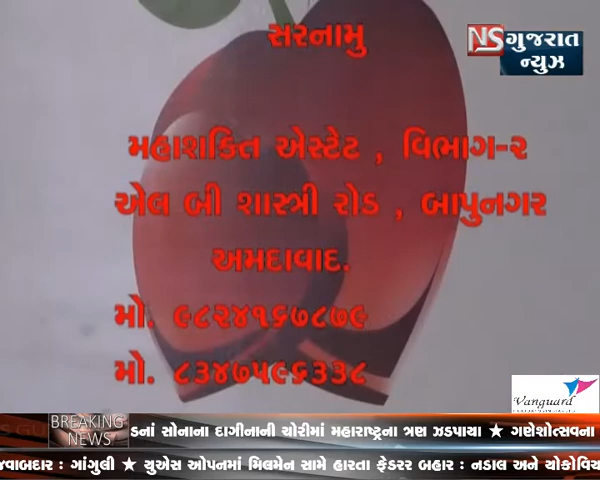 સરનામુ
NS ગુજરાત
ન્યુઝ
મહાશકિત એસ્ટેટ , વિભાગ-૨
એલ બી શાસ્ત્રી રોડ , બાપુનગર
અમદાવાદ.
મો. ૯૮૨૪૧૬૭૮૭૯
મો. ૮૩૪૭૫૯૬૩૩૮
Vanguard
BREAKING
NEWS
ડનાં સોનાના દાગીનાની ચોરીમાં મહારાષ્ટ્રના ત્રણ ઝડપાયા ★ ગણેશોત્સવના
જવાબદાર : ગાંગુલી ★ યુએસ ઓપનમાં મિલમેન સામે હારતા ફેડરર બહાર : નડાલ અને ચોકોવિચ